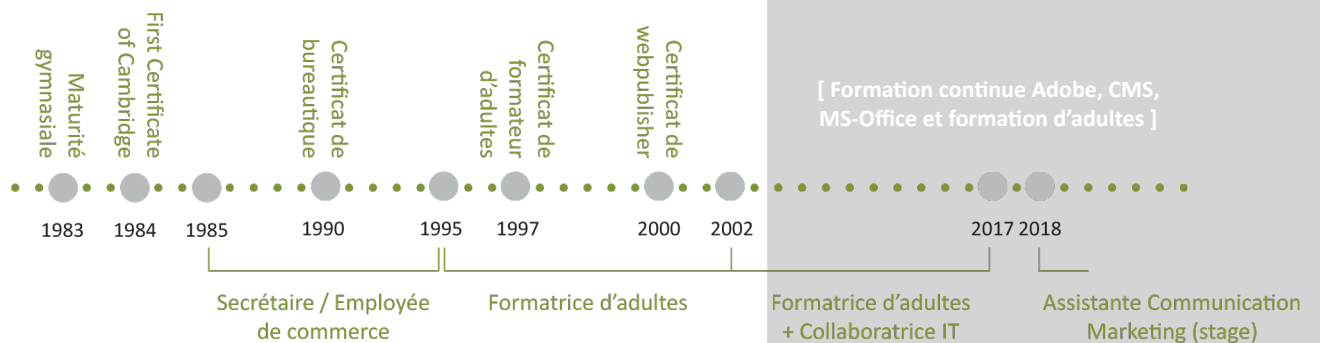 Maturité
gymnasiale
First Certificate
of Cambridge
Certificat de
bureautique
Certificat de
formateur
d'adultes
Certificat de
webpublisher
[ Formation continue Adobe, CMS,
MS-Office et formation d'adultes ]
1983
1984
1985
1990
1995
1997
2000
2002
2017
2018
Secrétaire / Employée
de commerce
Formatrice d'adultes
Formatrice d'adultes
+ Collaboratrice IT
Assistante Communication
Marketing (stage)